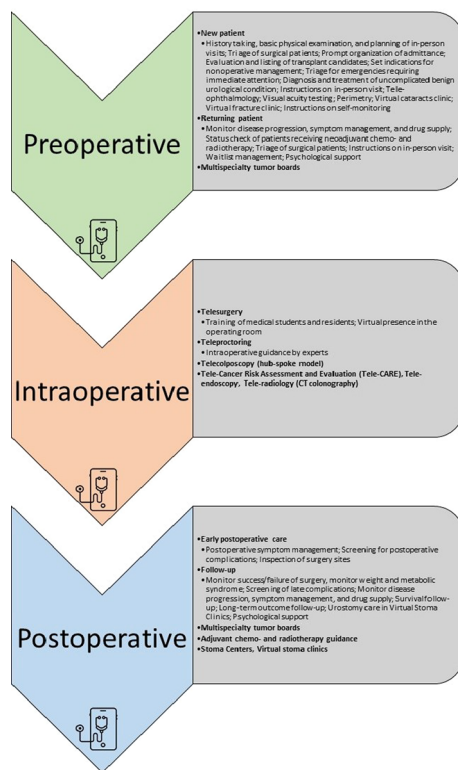 Preoperative
•New patient
•History taking, basic physical examination, and planning of in-person
visits; Triage of surgical patients; Prompt organization of admittance;
Evaluation and listing of transplant candidates; Set indications for
nonoperative management; Triage for emergencies requiring
immediate attention; Diagnosis and treatment of uncomplicated benign
urological condition; Instructions on in-person visit; Tele-
ophthalmology; Visual acuity testing; Perimetry; Virtual cataracts clinic;
Virtual fracture clinic; Instructions on self-monitoring
•Returning patient
•Monitor disease progression, symptom management, and drug supply;
Status check of patients receiving neoadjuvant chemo- and
radiotherapy; Triage of surgical patients; Instructions on in-person visit;
Waitlist management; Psychological support
•Multispecialty tumor boards
Intraoperative
•Telesurgery
•Training of medical students and residents; Virtual presence in the
operating room
•Teleproctoring
•Intraoperative guidance by experts
•Telecolposcopy (hub-spoke model)
•Tele-Cancer Risk Assessment and Evaluation (Tele-CARE), Tele-
endoscopy, Tele-radiology (CT colonography)
Postoperative
•Early postoperative care
•Postoperative symptom management; Screening for postoperative
complications; Inspection of surgery sites
•Follow-up
•Monitor success/failure of surgery, monitor weight and metabolic
syndrome; Screening of late complications; Monitor disease
progression, symptom management, and drug supply; Survival follow-
up; Long-term outcome follow-up; Urostomy care in Virtual Stoma
Clinics; Psychological support
•Multispecialty tumor boards
•Adjuvant chemo- and radiotherapy guidance
•Stoma Centers, Virtual stoma clinics